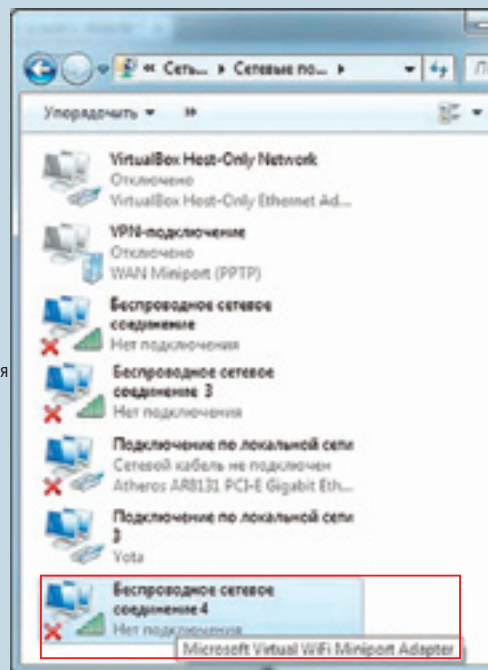 « Сеть... ▸ Сетевые по... ▸
Упорядочить ▾ »
VirtualBox Host-Only Network
Отключено
VirtualBox Host-Only Ethernet Ad...
VPN-подключение
Отключено
WAN Miniport (PPTP)
Беспроводное сетевое
соединение
Нет подключения
я
Беспроводное сетевое
соединение 3
Нет подключения
Подключение по локальной сети
Сетевой кабель не подключен
Atheros AR8131 PCI-E Gigabit Eth...
Подключение по локальной сети
3
Yota
Беспроводное сетевое
соединение 4
Нет подключения
Microsoft Virtual WiFi Miniport Adapter